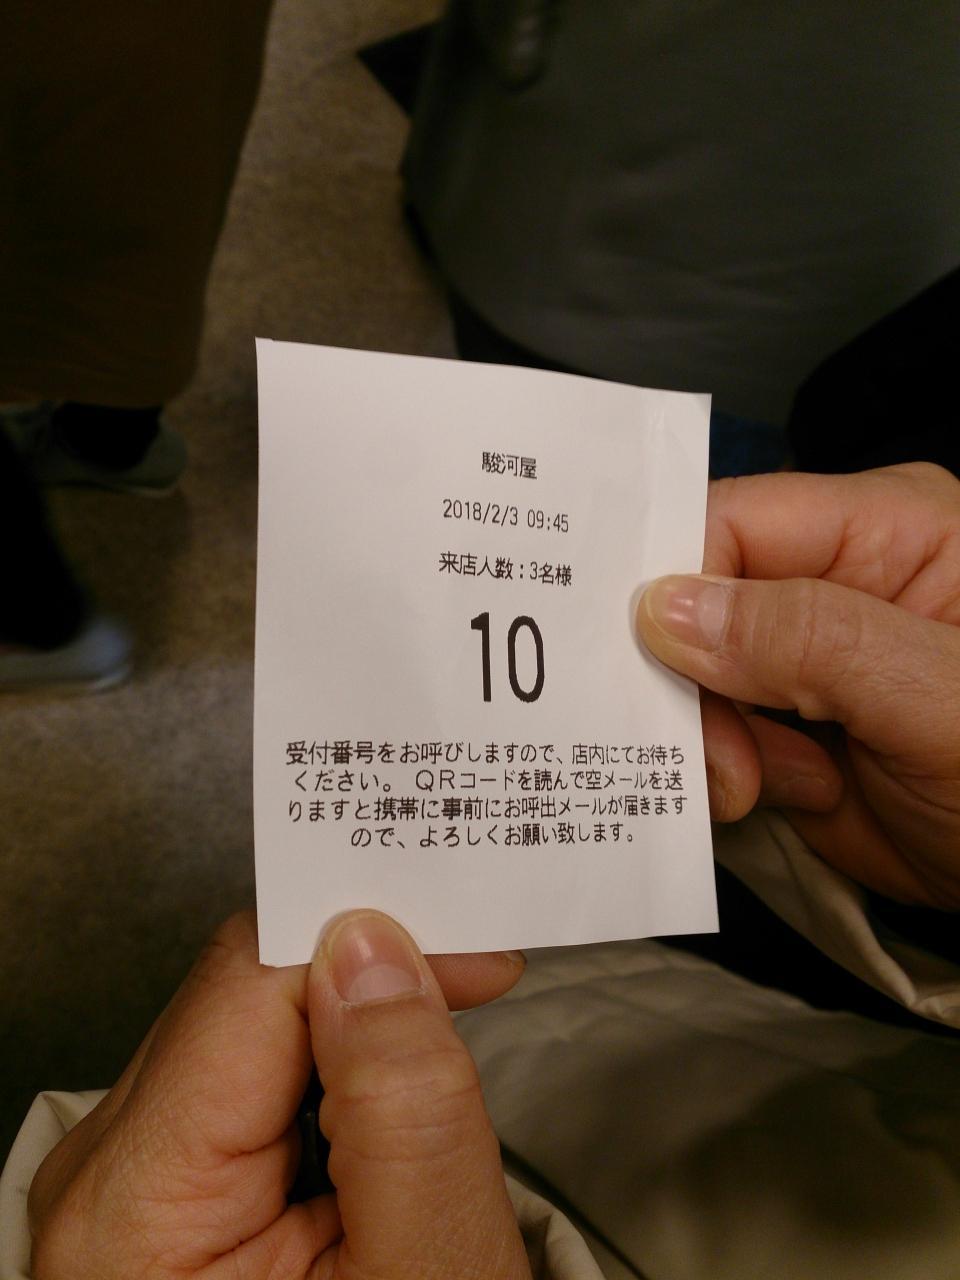 駿河屋
2018/2/3 09:45
来店人数：3名様
10
受付番号をお呼びしますので、店内にてお待ち
ください。 QRコードを読んで空メールを送
りますと携帯に事前にお呼出メールが届きます
ので、よろしくお願い致します。